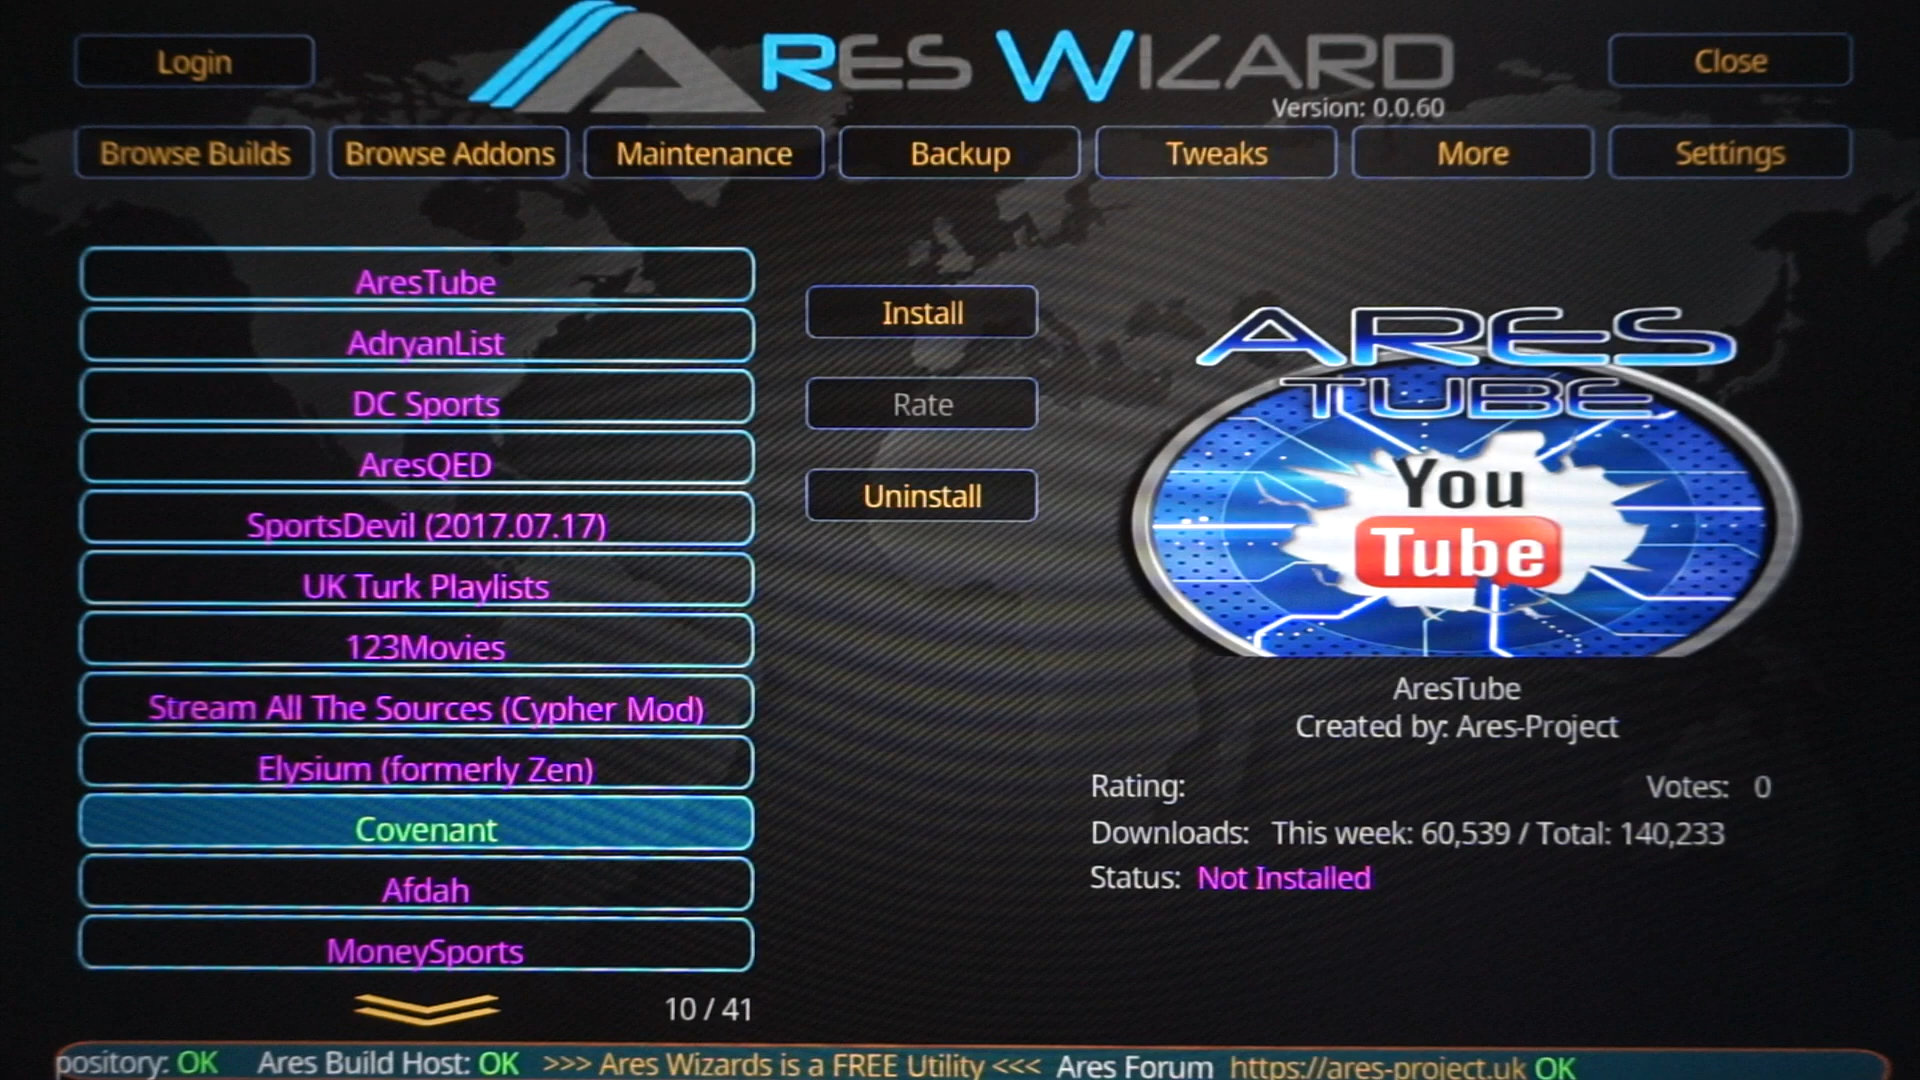 Login
ARES WIZARD
Close
Version: 0.0.60
Browse Builds
Browse Addons
Maintenance
Backup
Tweaks
More
Settings
AresTube
AdryanList
DC Sports
AresQED
SportsDevil (2017.07.17)
UK Turk Playlists
123Movies
Stream All The Sources (Cypher Mod)
Elysium (formerly Zen)
Covenant
Afdah
MoneySports
10 / 41
Install
Rate
Uninstall
ARES
TUBE
You
Tube
AresTube
Created by: Ares-Project
Rating:
Votes: 0
Downloads: This week: 60,539 / Total: 140,233
Status: Not Installed
pository: OK Ares Build Host: OK >>> Ares Wizards is a FREE Utility <<< Ares Forum https://ares-project.uk OK